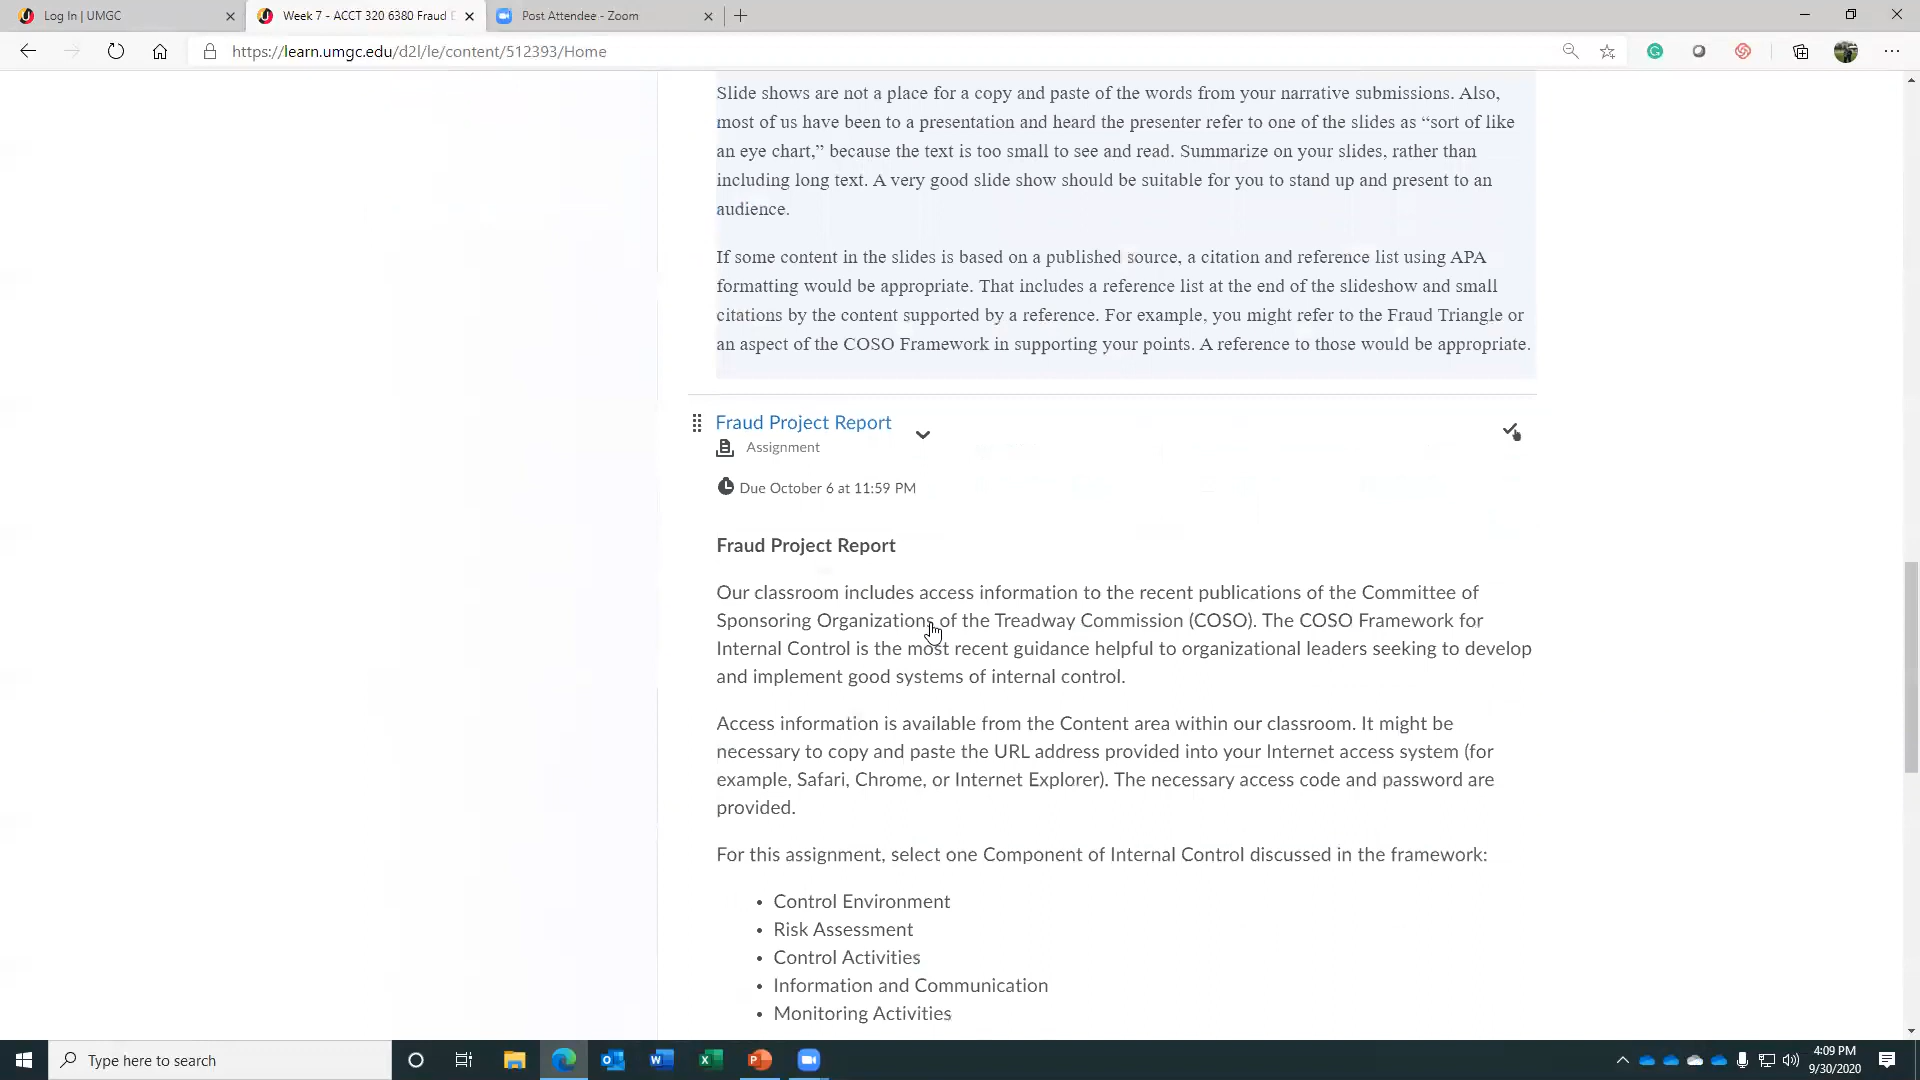 Log In | UMGC
Week 7 - ACCT 320 6380 Fraud
Post Attendee - Zoom
https://learn.umgc.edu/d2l/le/content/512393/Home
Slide shows are not a place for a copy and paste of the words from your narrative submissions. Also,
most of us have been to a presentation and heard the presenter refer to one of the slides as “sort of like
an eye chart,” because the text is too small to see and read. Summarize on your slides, rather than
including long text. A very good slide show should be suitable for you to stand up and present to an
audience.
If some content in the slides is based on a published source, a citation and reference list using APA
formatting would be appropriate. That includes a reference list at the end of the slideshow and small
citations by the content supported by a reference. For example, you might refer to the Fraud Triangle or
an aspect of the COSO Framework in supporting your points. A reference to those would be appropriate.
Fraud Project Report
Assignment
Due October 6 at 11:59 PM
Fraud Project Report
Our classroom includes access information to the recent publications of the Committee of
Sponsoring Organizations of the Treadway Commission (COSO). The COSO Framework for
Internal Control is the most recent guidance helpful to organizational leaders seeking to develop
and implement good systems of internal control.
Access information is available from the Content area within our classroom. It might be
necessary to copy and paste the URL address provided into your Internet access system (for
example, Safari, Chrome, or Internet Explorer). The necessary access code and password are
provided.
For this assignment, select one Component of Internal Control discussed in the framework:
• Control Environment
• Risk Assessment
• Control Activities
• Information and Communication
• Monitoring Activities
Type here to search
4:09 PM
9/30/2020